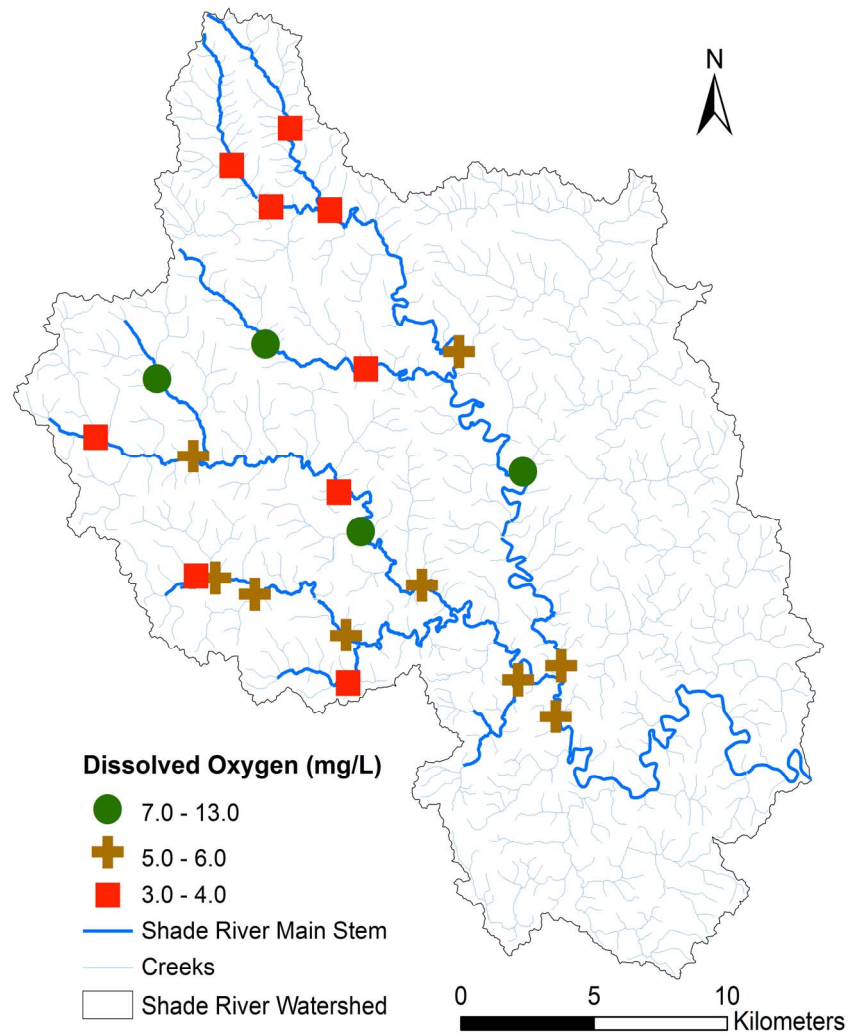 N
Dissolved Oxygen (mg/L)
7.0 - 13.0
5.0 - 6.0
3.0 - 4.0
Shade River Main Stem
Creeks
Shade River Watershed
0 5 10
Kilometers